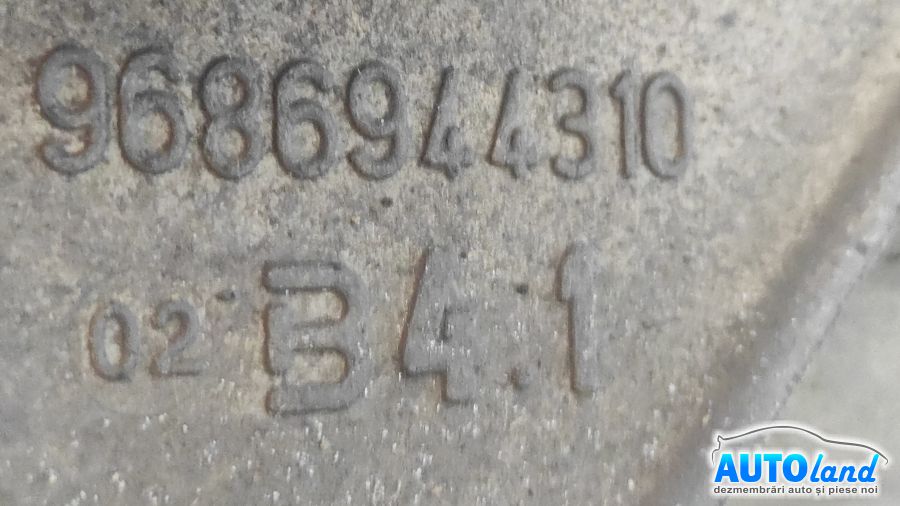 9686944310
02 B4.1
AUTOland
dezmembrări auto și piese noi